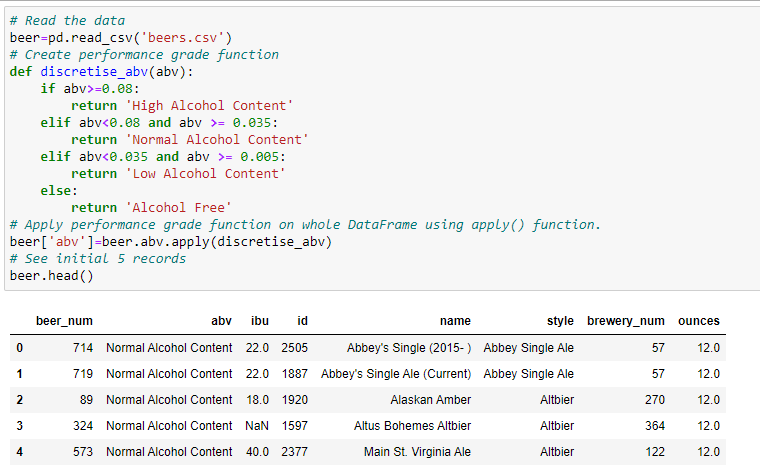 # Read the data
beer=pd.read_csv('beers.csv')
# Create performance grade function
def discretise_abv(abv):
    if abv>=0.08:
        return 'High Alcohol Content'
    elif abv<0.08 and abv >= 0.035:
        return 'Normal Alcohol Content'
    elif abv<0.035 and abv >= 0.005:
        return 'Low Alcohol Content'
    else:
        return 'Alcohol Free'
# Apply performance grade function on whole DataFrame using apply() function.
beer['abv']=beer.abv.apply(discretise_abv)
# See initial 5 records
beer.head()
beer_num abv ibu id name style brewery_num ounces
0 714 Normal Alcohol Content 22.0 2505 Abbey's Single (2015- ) Abbey Single Ale 57 12.0
1 719 Normal Alcohol Content 22.0 1887 Abbey's Single Ale (Current) Abbey Single Ale 57 12.0
2 89 Normal Alcohol Content 18.0 1920 Alaskan Amber Altbier 270 12.0
3 324 Normal Alcohol Content NaN 1597 Altus Bohemes Altbier Altbier 364 12.0
4 573 Normal Alcohol Content 40.0 2377 Main St. Virginia Ale Altbier 122 12.0